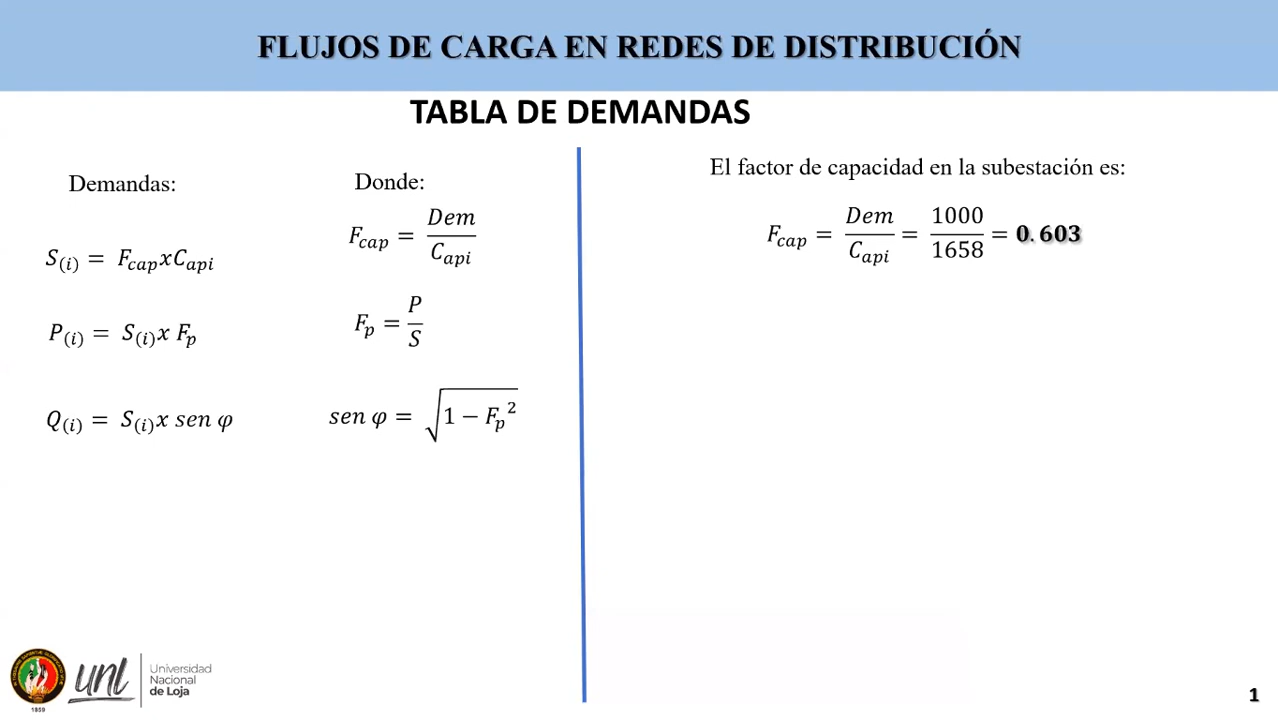 FLUJOS DE CARGA EN REDES DE DISTRIBUCIÓN
TABLA DE DEMANDAS
Demandas:
S_(i) = F_cap x C_api
P_(i) = S_(i) x F_p
Q_(i) = S_(i) x sen φ
Donde:
F_cap = Dem / C_api
F_p = P / S
sen φ = √(1 − F_p²)
El factor de capacidad en la subestación es:
F_cap = Dem / C_api = 1000 / 1658 = 0.603
unl
Universidad
Nacional
de Loja
1859
1